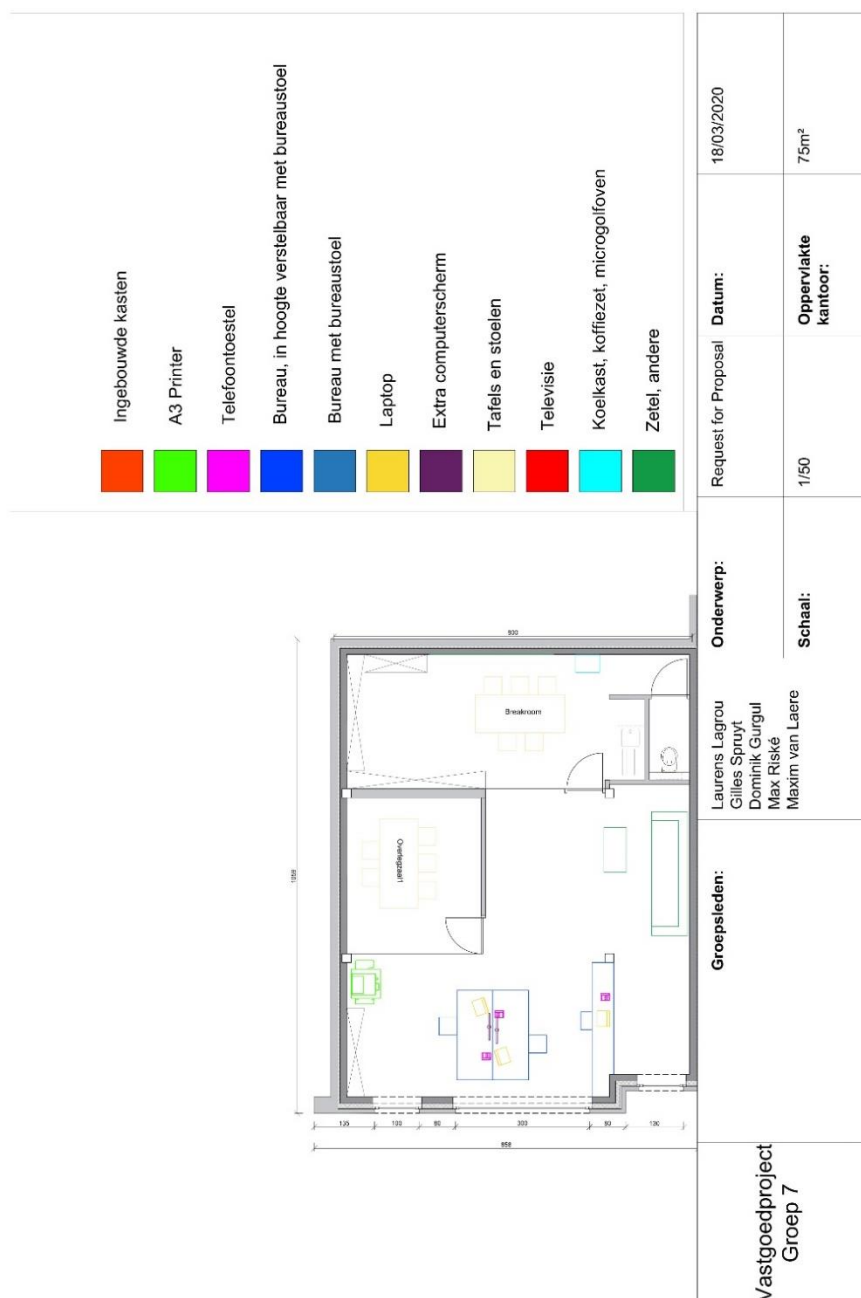 Ingebouwde kasten
A3 Printer
Telefoontoestel
Bureau, in hoogte verstelbaar met bureaustoel
Bureau met bureaustoel
Laptop
Extra computerscherm
Tafels en stoelen
Televisie
Koelkast, koffiezet, microgolfoven
Zetel, andere
Breakroom
Overlegzaal1
800
135
100
80
300
80
130
858
Vastgoedproject
Groep 7
Groepsleden:
Laurens Lagrou
Gilles Spruyt
Dominik Gurgul
Max Riské
Maxim van Laere
Onderwerp:
Request for Proposal
Datum:
18/03/2020
Schaal:
1/50
Oppervlakte
kantoor:
75m²